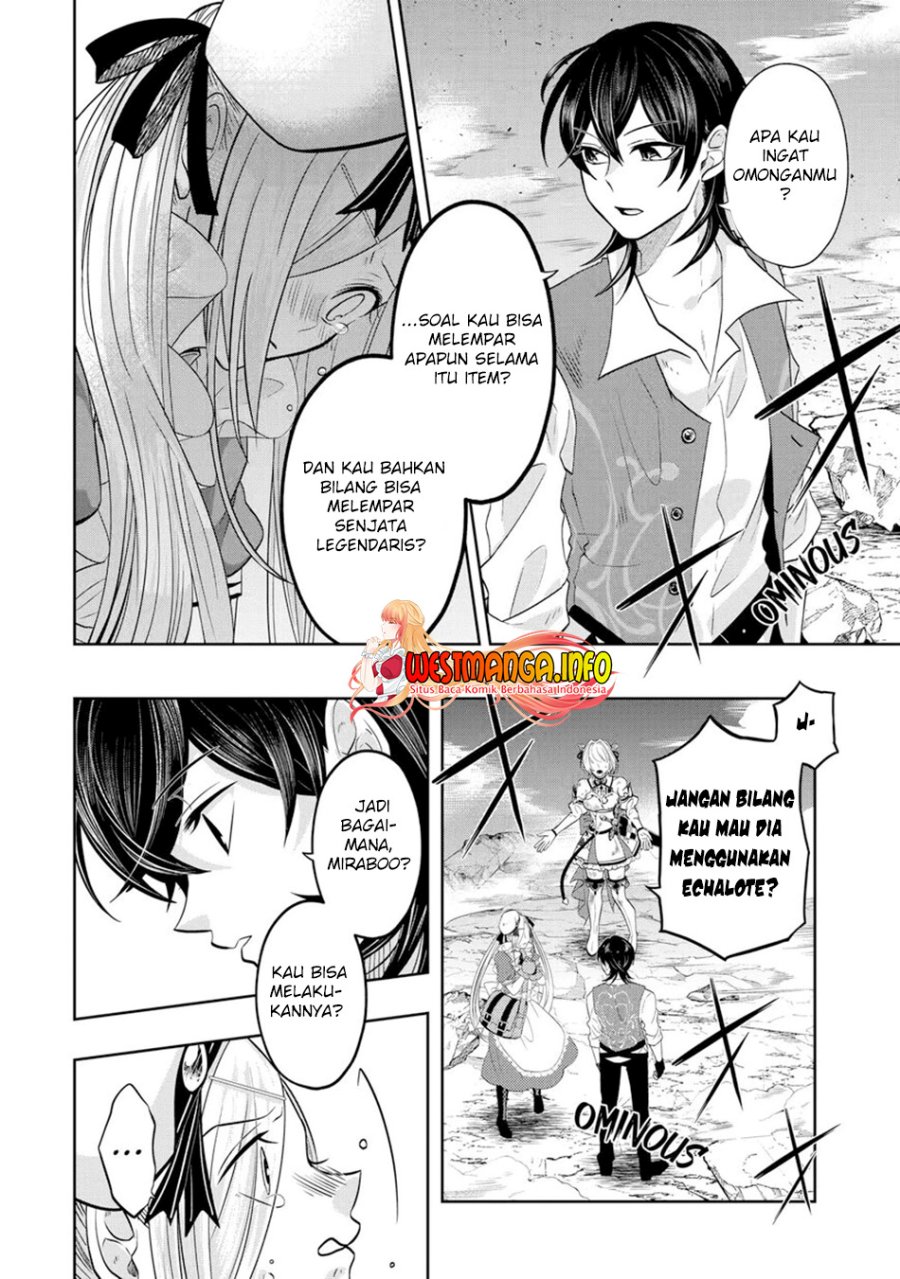 APA KAU
INGAT
OMONGANMU
?
...SOAL KAU BISA
MELEMPAR
APAPUN SELAMA
ITU ITEM?
DAN KAU BAHKAN
BILANG BISA
MELEMPAR
SENJATA
LEGENDARIS?
OMINOUS
WESTMANGA.INFO
Situs Baca Komik Berbahasa Indonesia
U-
JANGAN BILANG
KAU MAU DIA
MENGGUNAKAN
ECHALOTE?
OMINOUS
JADI
BAGAI-
MANA,
MIRABOO?
KAU BISA
MELAKU-
KANNYA?
...